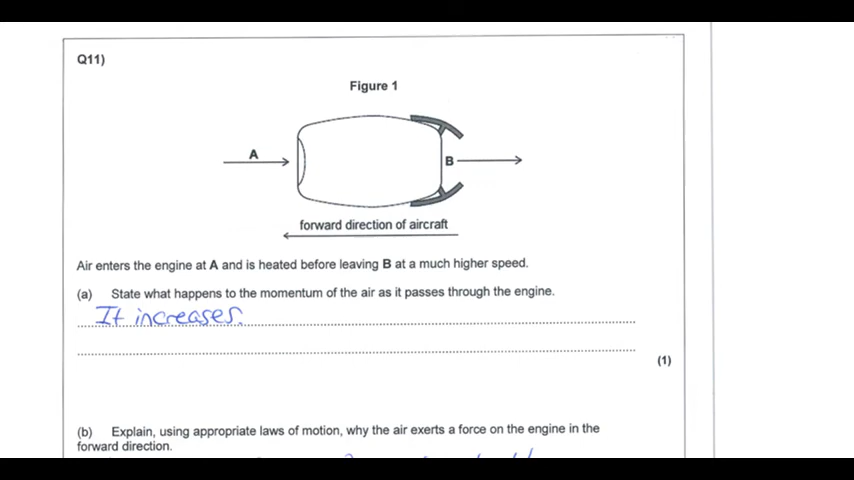 Q11)
Figure 1
A
B
forward direction of aircraft
Air enters the engine at A and is heated before leaving B at a much higher speed.
(a) State what happens to the momentum of the air as it passes through the engine.
It increases.
(1)
(b) Explain, using appropriate laws of motion, why the air exerts a force on the engine in the
forward direction.